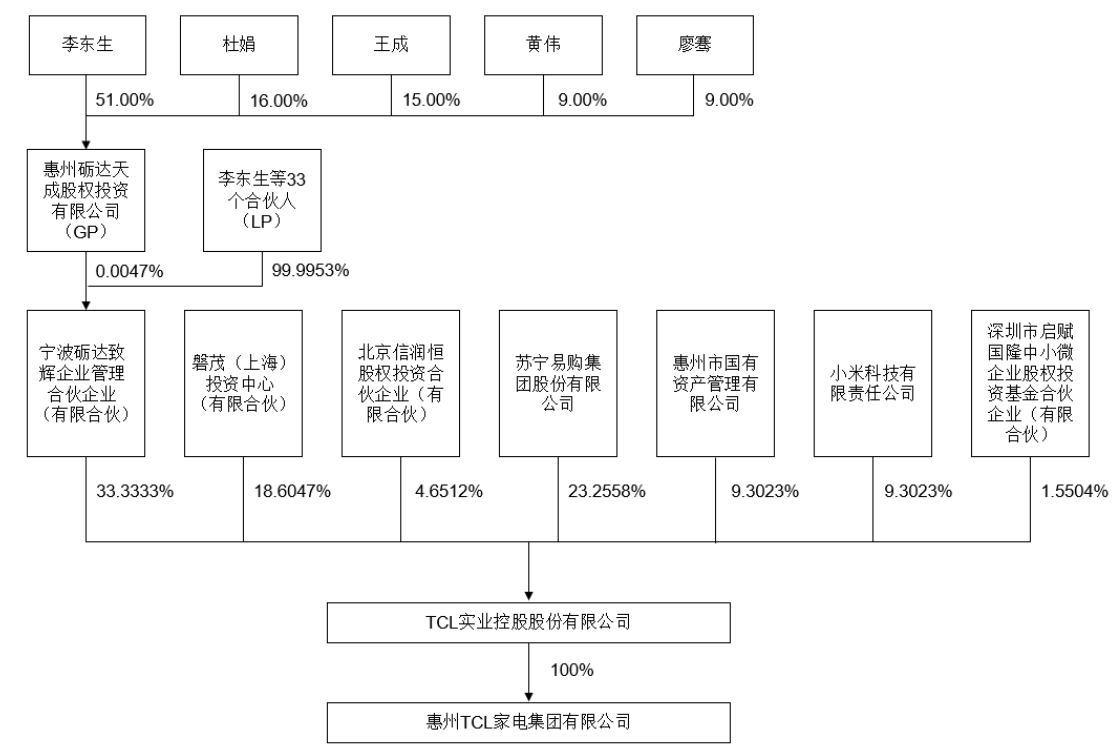 李东生
杜娟
王成
黄伟
廖骞
51.00%
16.00%
15.00%
9.00%
9.00%
惠州砺达天
成股权投资
有限公司
（GP）
李东生等33
个合伙人
（LP）
0.0047%
99.9953%
宁波砺达致
辉企业管理
合伙企业
（有限合伙）
磐茂（上海）
投资中心
（有限合伙）
北京信润恒
股权投资合
伙企业（有
限合伙）
苏宁易购集
团股份有限
公司
惠州市国有
资产管理有
限公司
小米科技有
限责任公司
深圳市启赋
国隆中小微
企业股权投
资基金合伙
企业（有限
合伙）
33.3333%
18.6047%
4.6512%
23.2558%
9.3023%
9.3023%
1.5504%
TCL实业控股股份有限公司
100%
惠州TCL家电集团有限公司